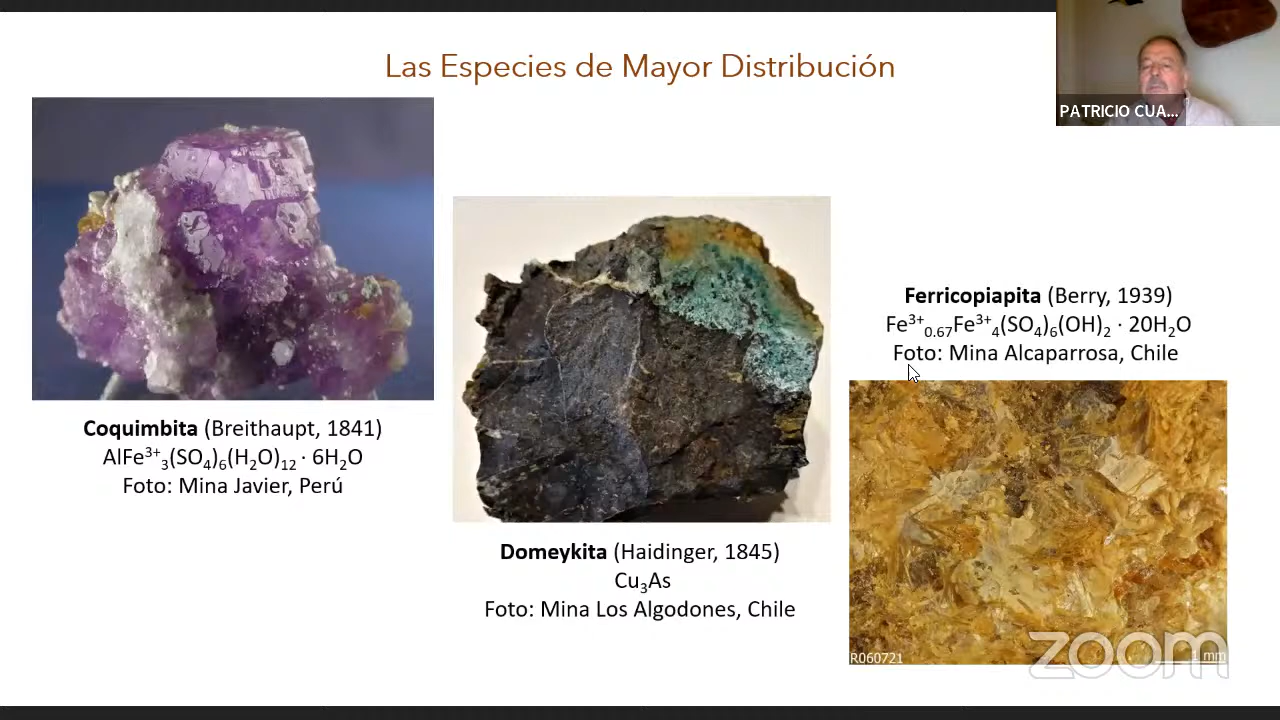 Las Especies de Mayor Distribución
PATRICIO CUA...
Coquimbita (Breithaupt, 1841)
AlFe³⁺₃(SO₄)₆(H₂O)₁₂ · 6H₂O
Foto: Mina Javier, Perú
Domeykita (Haidinger, 1845)
Cu₃As
Foto: Mina Los Algodones, Chile
Ferricopiapita (Berry, 1939)
Fe³⁺₀.₆₇Fe³⁺₄(SO₄)₆(OH)₂ · 20H₂O
Foto: Mina Alcaparrosa, Chile
R060721
1 mm
zoom